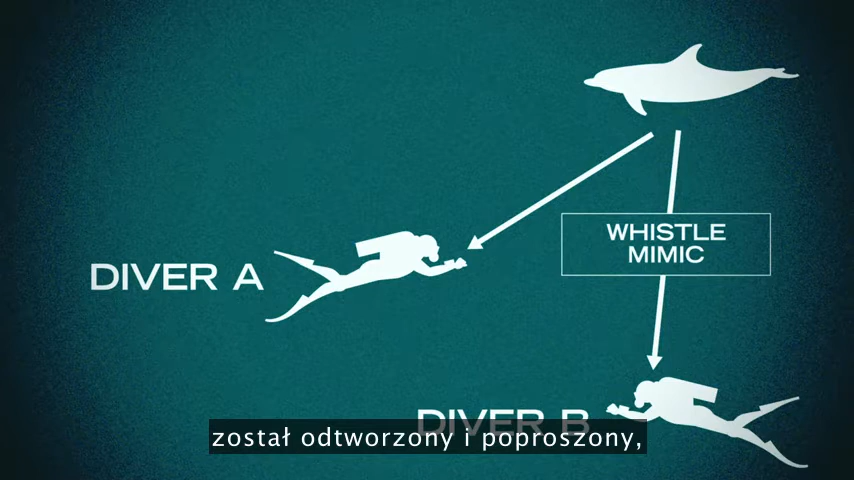 WHISTLE
MIMIC
DIVER A
DIVER B
został odtworzony i poproszony,